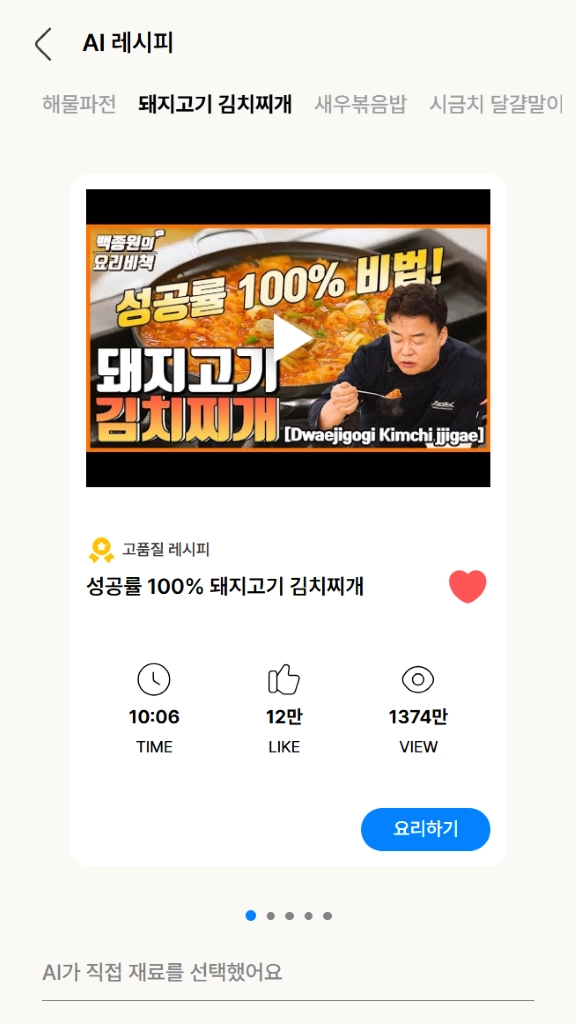 AI 레시피
해물파전 돼지고기 김치찌개 새우볶음밥 시금치 달걀말이
백종원의
요리비책
성공률 100% 비법!
돼지고기
김치찌개
[Dwaejigogi Kimchi jjigae]
고품질 레시피
성공률 100% 돼지고기 김치찌개
10:06 12만 1374만
TIME LIKE VIEW
요리하기
AI가 직접 재료를 선택했어요